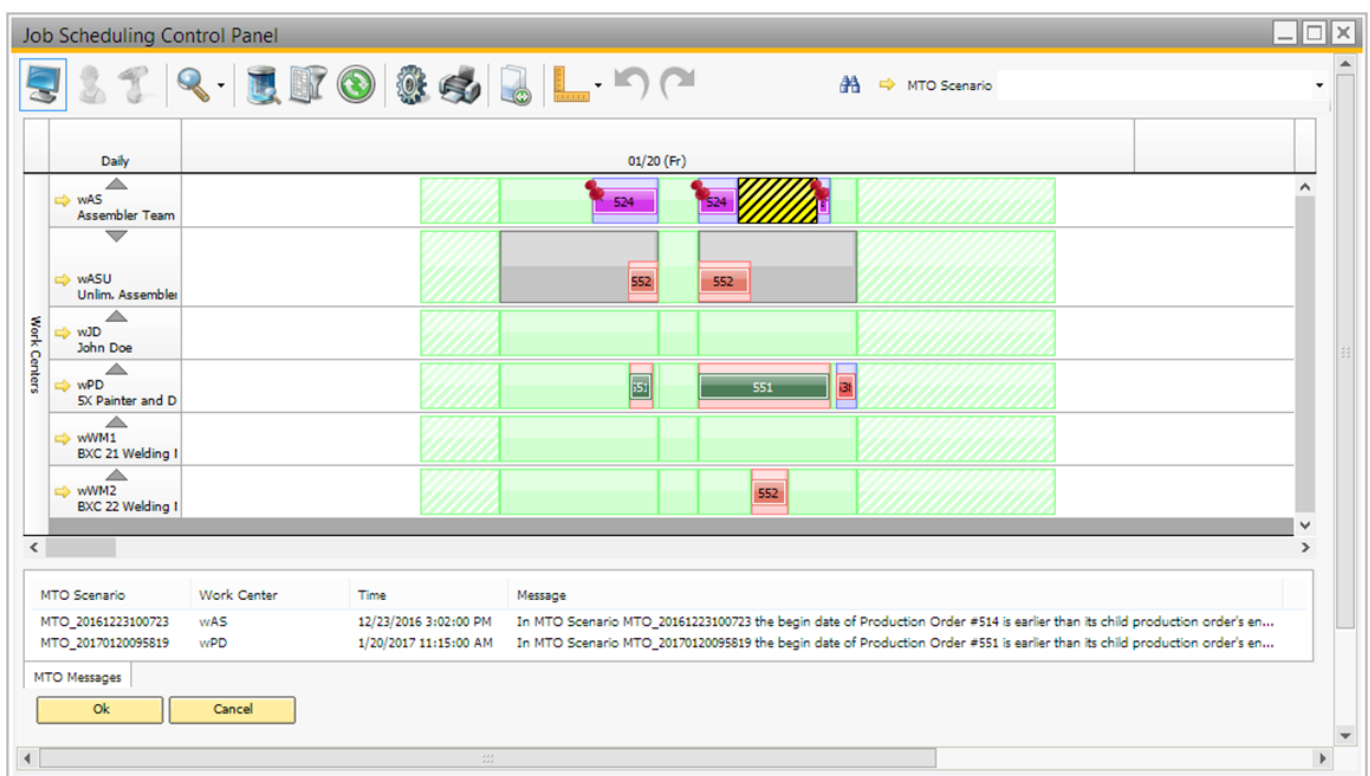 Job Scheduling Control Panel
MTO Scenario
Daily
01/20 (Fr)
Work Centers
wAS
Assembler Team
524
524
wASU
Unlim. Assembler
552
552
wJD
John Doe
wPD
5X Painter and D
551
551
wWM1
BXC 21 Welding
wWM2
BXC 22 Welding
552
MTO Scenario Work Center Time Message
MTO_20161223100723 wAS 12/23/2016 3:02:00 PM In MTO Scenario MTO_20161223100723 the begin date of Production Order #514 is earlier than its child production order's en...
MTO_20170120095819 wPD 1/20/2017 11:15:00 AM In MTO Scenario MTO_20170120095819 the begin date of Production Order #551 is earlier than its child production order's en...
MTO Messages
Ok Cancel